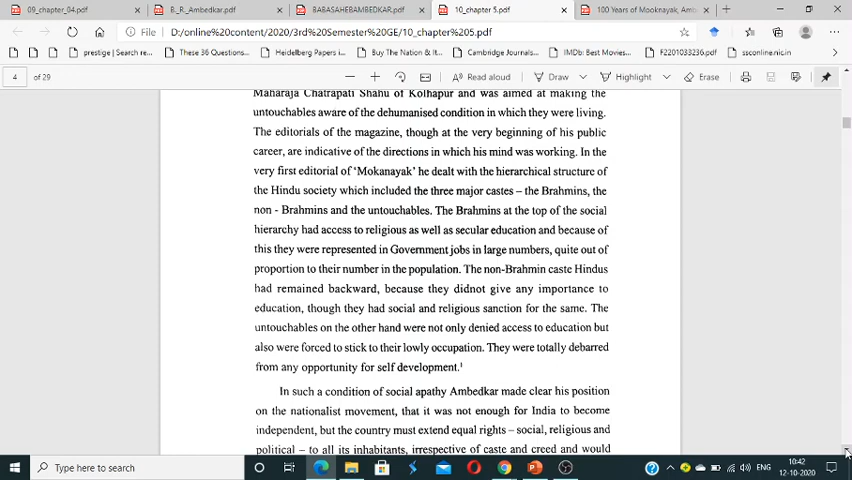 09_chapter_04.pdf
B_R_Ambedkar.pdf
BABASAHEBAMBEDKAR.pdf
10_chapter 5.pdf
100 Years of Mooknayak, Amb
File
D:/online%20content/2020/3rd%20Semester%20GE/10_chapter%205.pdf
prestige | Search |...
These 36 Questions...
Heidelberg Papers i...
Buy The Nation & It...
Cambridge Journals...
IMDb: Best Movies...
F2201033236.pdf
ssconline.nic.in
4 of 29
Read aloud
Draw
Highlight
Erase
Maharaja Chatrapati Shahu of Kolhapur and was aimed at making the
untouchables aware of the dehumanised condition in which they were living.
The editorials of the magazine, though at the very beginning of his public
career, are indicative of the directions in which his mind was working. In the
very first editorial of 'Mokanayak' he dealt with the hierarchical structure of
the Hindu society which included the three major castes – the Brahmins, the
non - Brahmins and the untouchables. The Brahmins at the top of the social
hierarchy had access to religious as well as secular education and because of
this they were represented in Government jobs in large numbers, quite out of
proportion to their number in the population. The non-Brahmin caste Hindus
had remained backward, because they didnot give any importance to
education, though they had social and religious sanction for the same. The
untouchables on the other hand were not only denied access to education but
also were forced to stick to their lowly occupation. They were totally debarred
from any opportunity for self development.¹
In such a condition of social apathy Ambedkar made clear his position
on the nationalist movement, that it was not enough for India to become
independent, but the country must extend equal rights – social, religious and
political – to all its inhabitants, irrespective of caste and creed and would
Type here to search
ENG
10:42
12-10-2020